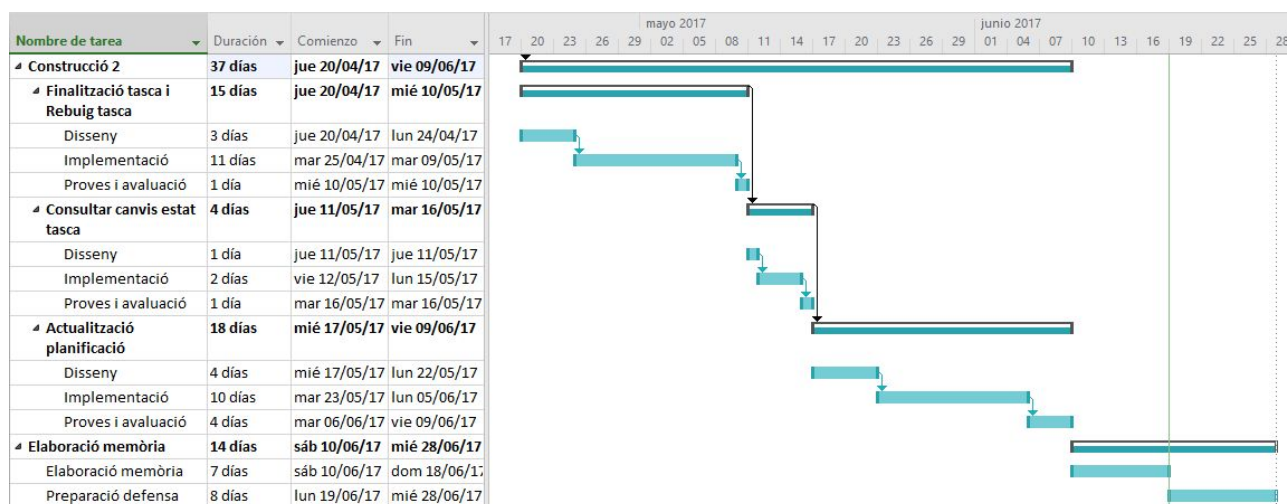 mayo 2017 junio 2017
Nombre de tarea Duración Comienzo Fin 17 20 23 26 29 02 05 08 11 14 17 20 23 26 29 01 04 07 10 13 16 19 22 25 28
Construcció 2 37 días jue 20/04/17 vie 09/06/17
Finalització tasca i 15 días jue 20/04/17 mié 10/05/17
Rebuig tasca
Disseny 3 días jue 20/04/17 lun 24/04/17
Implementació 11 días mar 25/04/17 mar 09/05/17
Proves i avaluació 1 día mié 10/05/17 mié 10/05/17
Consultar canvis estat 4 días jue 11/05/17 mar 16/05/17
tasca
Disseny 1 día jue 11/05/17 jue 11/05/17
Implementació 2 días vie 12/05/17 lun 15/05/17
Proves i avaluació 1 día mar 16/05/17 mar 16/05/17
Actualització 18 días mié 17/05/17 vie 09/06/17
planificació
Disseny 4 días mié 17/05/17 lun 22/05/17
Implementació 10 días mar 23/05/17 lun 05/06/17
Proves i avaluació 4 días mar 06/06/17 vie 09/06/17
Elaboració memòria 14 días sáb 10/06/17 mié 28/06/17
Elaboració memòria 7 días sáb 10/06/17 dom 18/06/17
Preparació defensa 8 días lun 19/06/17 mié 28/06/17